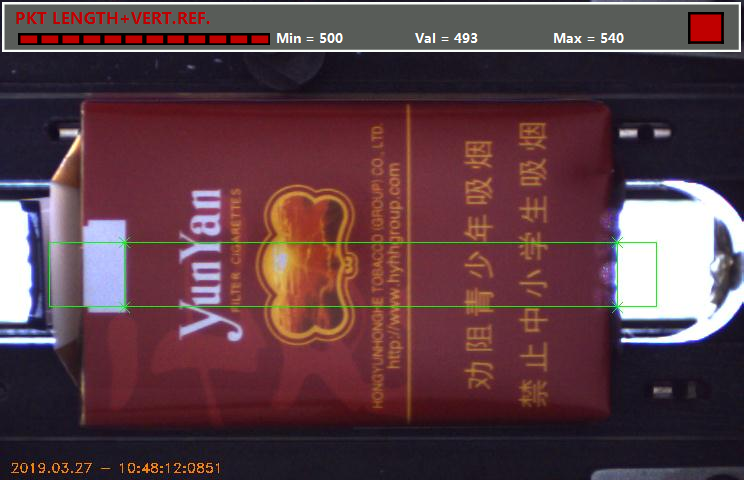 PKT LENGTH+VERT.REF.
Min = 500
Val = 493
Max = 540
YunYan
FILTER CIGARETTES
HONGYUNHONGHE TOBACCO (GROUP) CO., LTD.
http://www.hyhhgroup.com
劝阻青少年吸烟
禁止中小学生吸烟
2019.03.27 – 10:48:12:0851